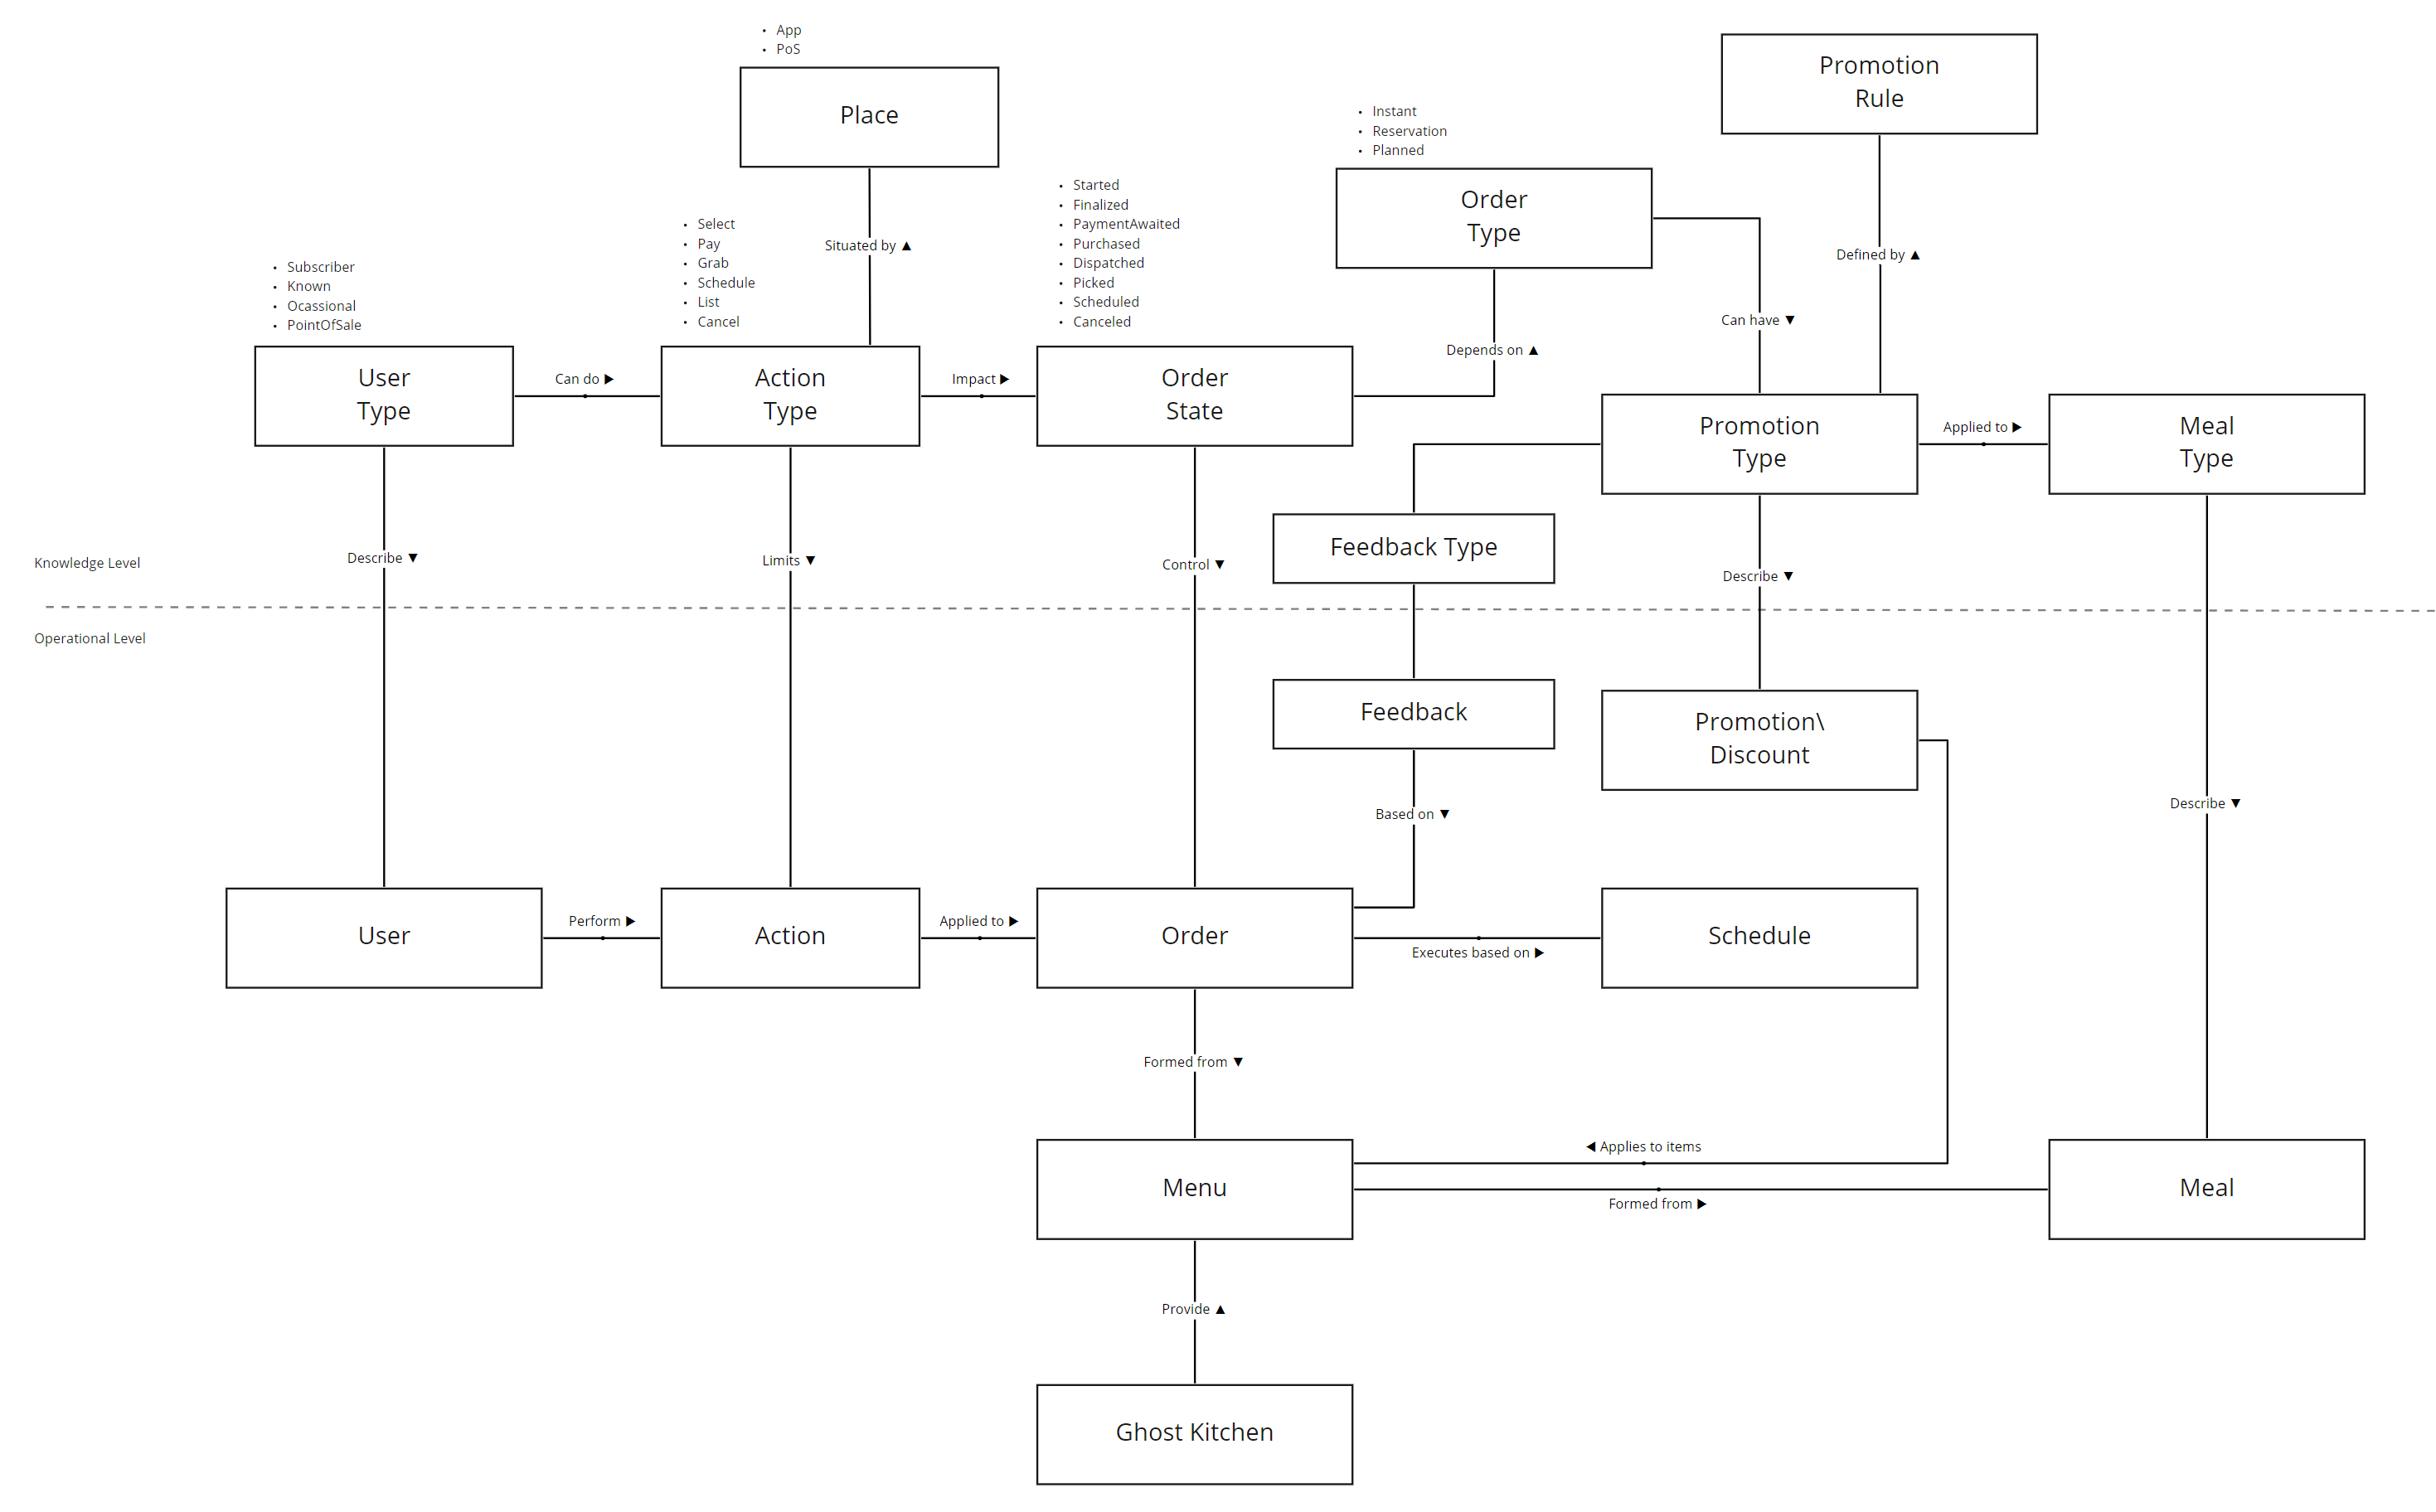 • App
• PoS
Place
Promotion
Rule
• Instant
• Reservation
• Planned
Order
Type
• Started
• Finalized
• PaymentAwaited
• Purchased
• Dispatched
• Picked
• Scheduled
• Canceled
• Select
• Pay
• Grab
• Schedule
• List
• Cancel
Situated by ▲
Defined by ▲
• Subscriber
• Known
• Ocassional
• PointOfSale
Can have ▼
Depends on ▲
User
Type
Can do ▶
Action
Type
Impact ▶
Order
State
Promotion
Type
Applied to ▶
Meal
Type
Feedback Type
Knowledge Level
Describe ▼
Limits ▼
Control ▼
Describe ▼
Operational Level
Feedback
Promotion\
Discount
Based on ▼
Describe ▼
User
Perform ▶
Action
Applied to ▶
Order
Executes based on ▶
Schedule
Formed from ▼
◀ Applies to items
Menu
Formed from ▶
Meal
Provide ▲
Ghost Kitchen